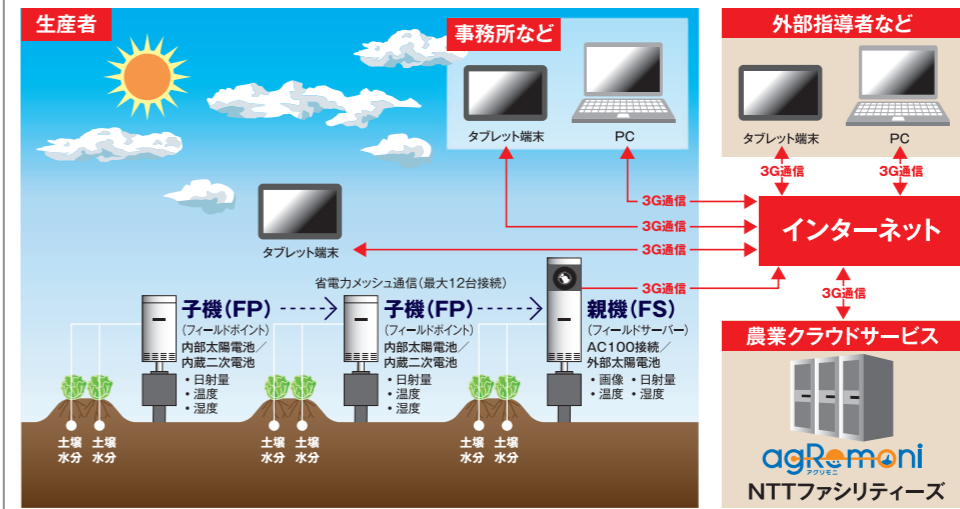 生産者
事務所など
タブレット端末
PC
外部指導者など
タブレット端末
PC
3G通信
3G通信
インターネット
3G通信
3G通信
タブレット端末
3G通信
省電力メッシュ通信(最大12台接続)
3G通信
3G通信
子機(FP)
(フィールドポイント)
内部太陽電池/
内蔵二次電池
・日射量
・温度
・湿度
子機(FP)
(フィールドポイント)
内部太陽電池/
内蔵二次電池
・日射量
・温度
・湿度
親機(FS)
(フィールドサーバー)
AC100接続/
外部太陽電池
・画像 ・日射量
・温度 ・湿度
土壌
水分
土壌
水分
土壌
水分
土壌
水分
土壌
水分
土壌
水分
農業クラウドサービス
agRemoni
アグリモニ
NTTファシリティーズ